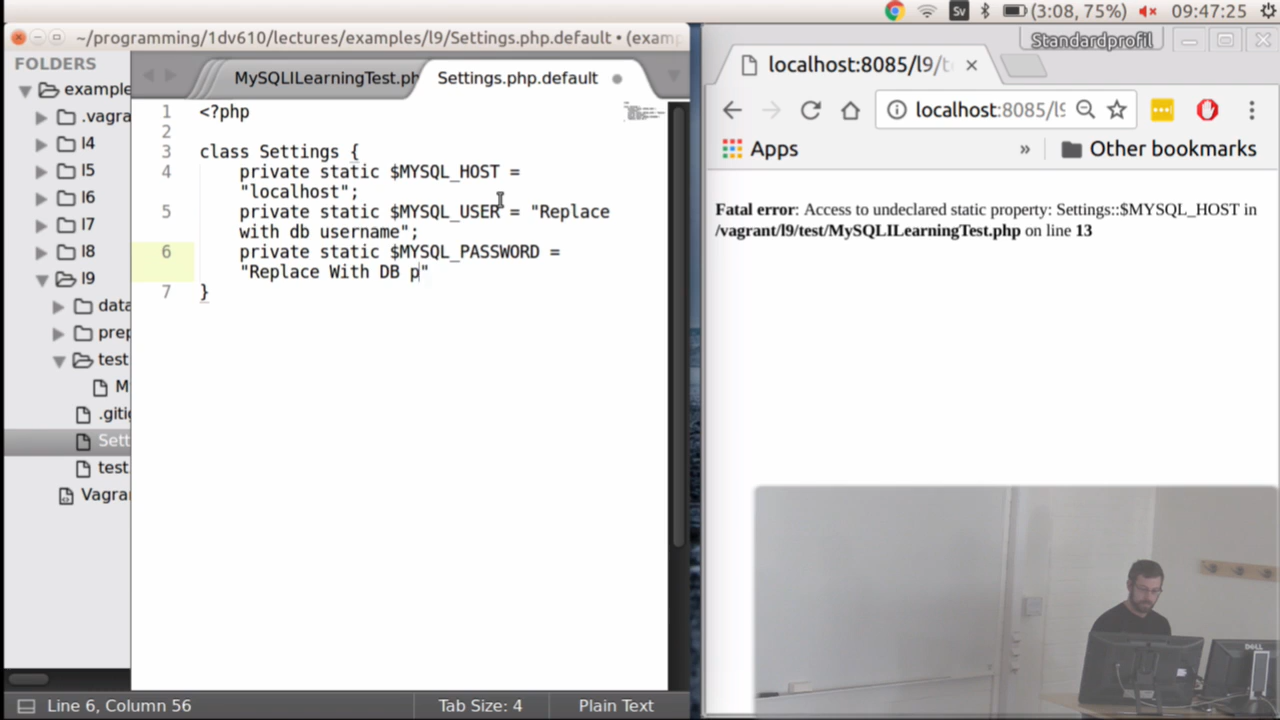 Sv
(3:08, 75%)
09:47:25
~/programming/1dv610/lectures/examples/l9/Settings.php.default • (examp
Standardprofil
FOLDERS
example
.vagra
l4
l5
l6
l7
l8
l9
data
prep
test
M
.gitig
Sett
test.
Vagran
MySQLILearningTest.ph
Settings.php.default
1 <?php
2
3 class Settings {
4 private static $MYSQL_HOST =
"localhost";
5 private static $MYSQL_USER = "Replace
with db username";
6 private static $MYSQL_PASSWORD =
"Replace With DB p"
7 }
Line 6, Column 56
Tab Size: 4
Plain Text
localhost:8085/l9/te
localhost:8085/l9
Apps
»
Other bookmarks
Fatal error: Access to undeclared static property: Settings::$MYSQL_HOST in
/vagrant/l9/test/MySQLILearningTest.php on line 13
DELL